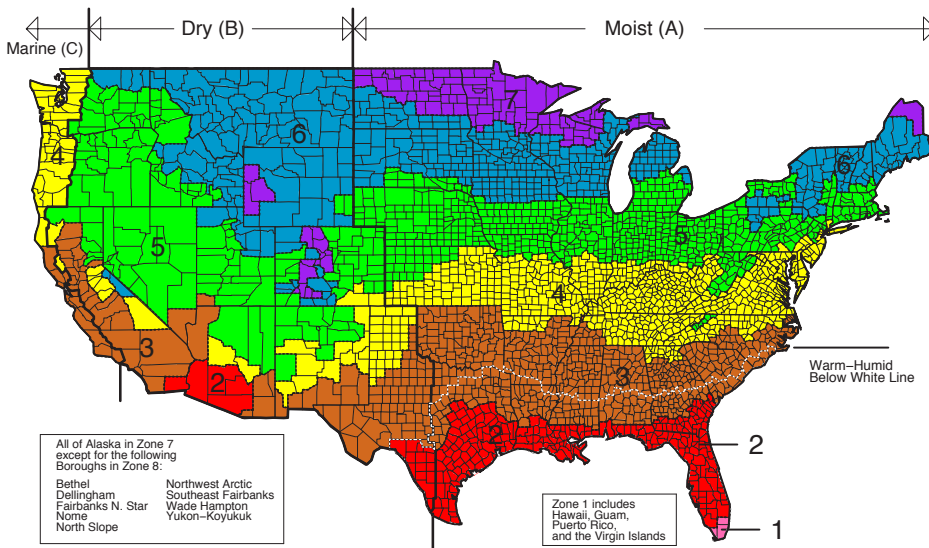 Dry (B)
Moist (A)
Marine (C)
7
6
6
4
5
5
4
3
3
Warm–Humid
Below White Line
2
2
2
1
All of Alaska in Zone 7
except for the following
Boroughs in Zone 8:
Bethel
Dellingham
Fairbanks N. Star
Nome
North Slope
Northwest Arctic
Southeast Fairbanks
Wade Hampton
Yukon–Koyukuk
Zone 1 includes
Hawaii, Guam,
Puerto Rico,
and the Virgin Islands